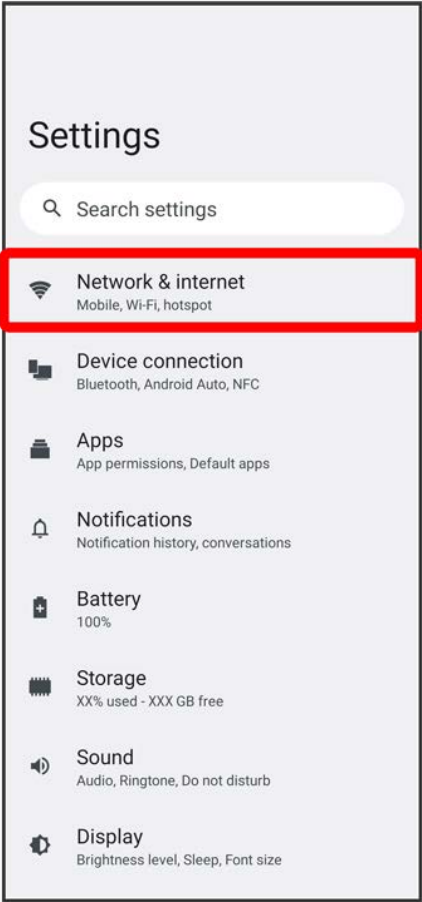 Settings
Search settings
Network & internet
Mobile, Wi-Fi, hotspot
Device connection
Bluetooth, Android Auto, NFC
Apps
App permissions, Default apps
Notifications
Notification history, conversations
Battery
100%
Storage
XX% used - XXX GB free
Sound
Audio, Ringtone, Do not disturb
Display
Brightness level, Sleep, Font size